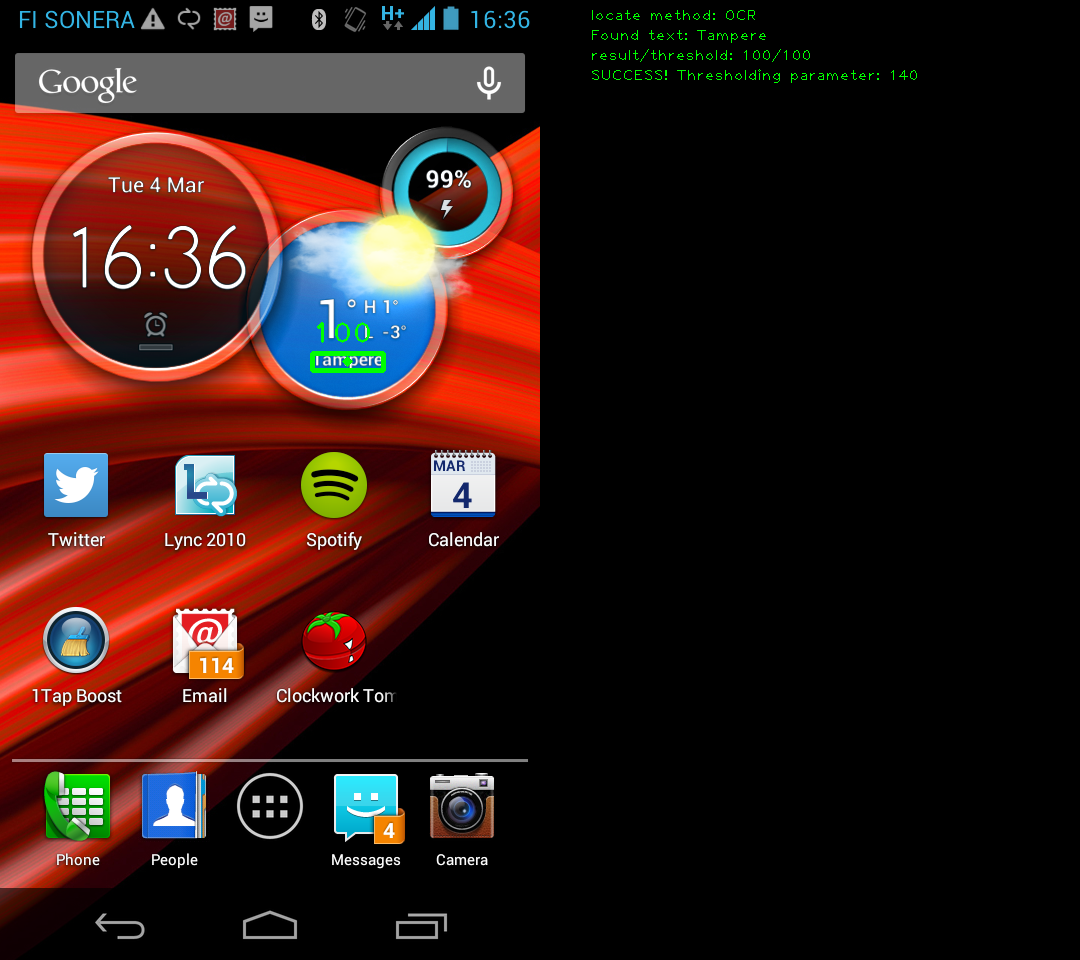 FI SONERA H+ 16:36
locate method: OCR
Found text: Tampere
result/threshold: 100/100
SUCCESS! Thresholding parameter: 140
Google
99%
Tue 4 Mar
16:36
1° H 1°
L -3°
100
Tampere
MAR
4
L
Twitter Lync 2010 Spotify Calendar
@
114
1Tap Boost Email Clockwork Tom
4
Phone People Messages Camera